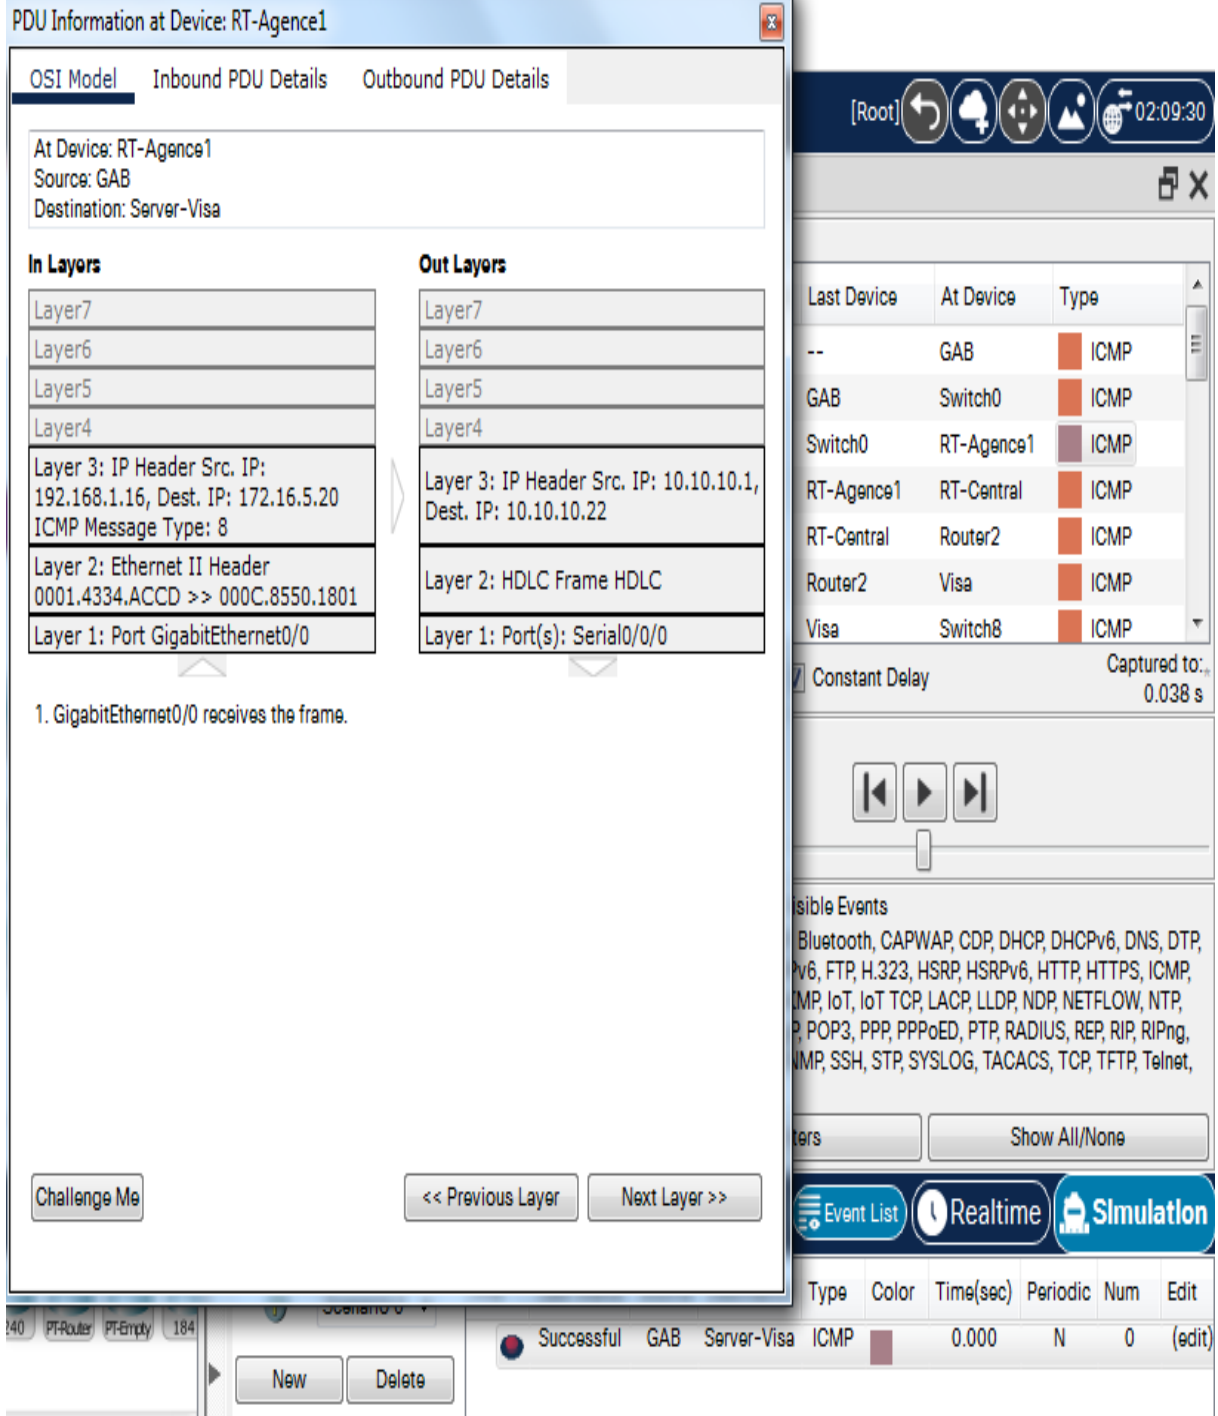 PDU Information at Device: RT-Agence1
OSI Model Inbound PDU Details Outbound PDU Details
At Device: RT-Agence1
Source: GAB
Destination: Server-Visa
In Layers
Layer7
Layer6
Layer5
Layer4
Layer 3: IP Header Src. IP:
192.168.1.16, Dest. IP: 172.16.5.20
ICMP Message Type: 8
Layer 2: Ethernet II Header
0001.4334.ACCD >> 000C.8550.1801
Layer 1: Port GigabitEthernet0/0
Out Layers
Layer7
Layer6
Layer5
Layer4
Layer 3: IP Header Src. IP: 10.10.10.1,
Dest. IP: 10.10.10.22
Layer 2: HDLC Frame HDLC
Layer 1: Port(s): Serial0/0/0
1. GigabitEthernet0/0 receives the frame.
Challenge Me
<< Previous Layer
Next Layer >>
[Root]
02:09:30
Last Device At Device Type
-- GAB ICMP
GAB Switch0 ICMP
Switch0 RT-Agence1 ICMP
RT-Agence1 RT-Central ICMP
RT-Central Router2 ICMP
Router2 Visa ICMP
Visa Switch8 ICMP
Constant Delay
Captured to:
0.038 s
isible Events
Bluetooth, CAPWAP, CDP, DHCP, DHCPv6, DNS, DTP,
Pv6, FTP, H.323, HSRP, HSRPv6, HTTP, HTTPS, ICMP,
MP, IoT, IoT TCP, LACP, LLDP, NDP, NETFLOW, NTP,
P, POP3, PPP, PPPoED, PTP, RADIUS, REP, RIP, RIPng,
NMP, SSH, STP, SYSLOG, TACACS, TCP, TFTP, Telnet,
ters
Show All/None
Event List
Realtime
Simulation
Type Color Time(sec) Periodic Num Edit
Successful GAB Server-Visa ICMP 0.000 N 0 (edit)
240 PT-Router PT-Empty 184
Scenario 0
New
Delete